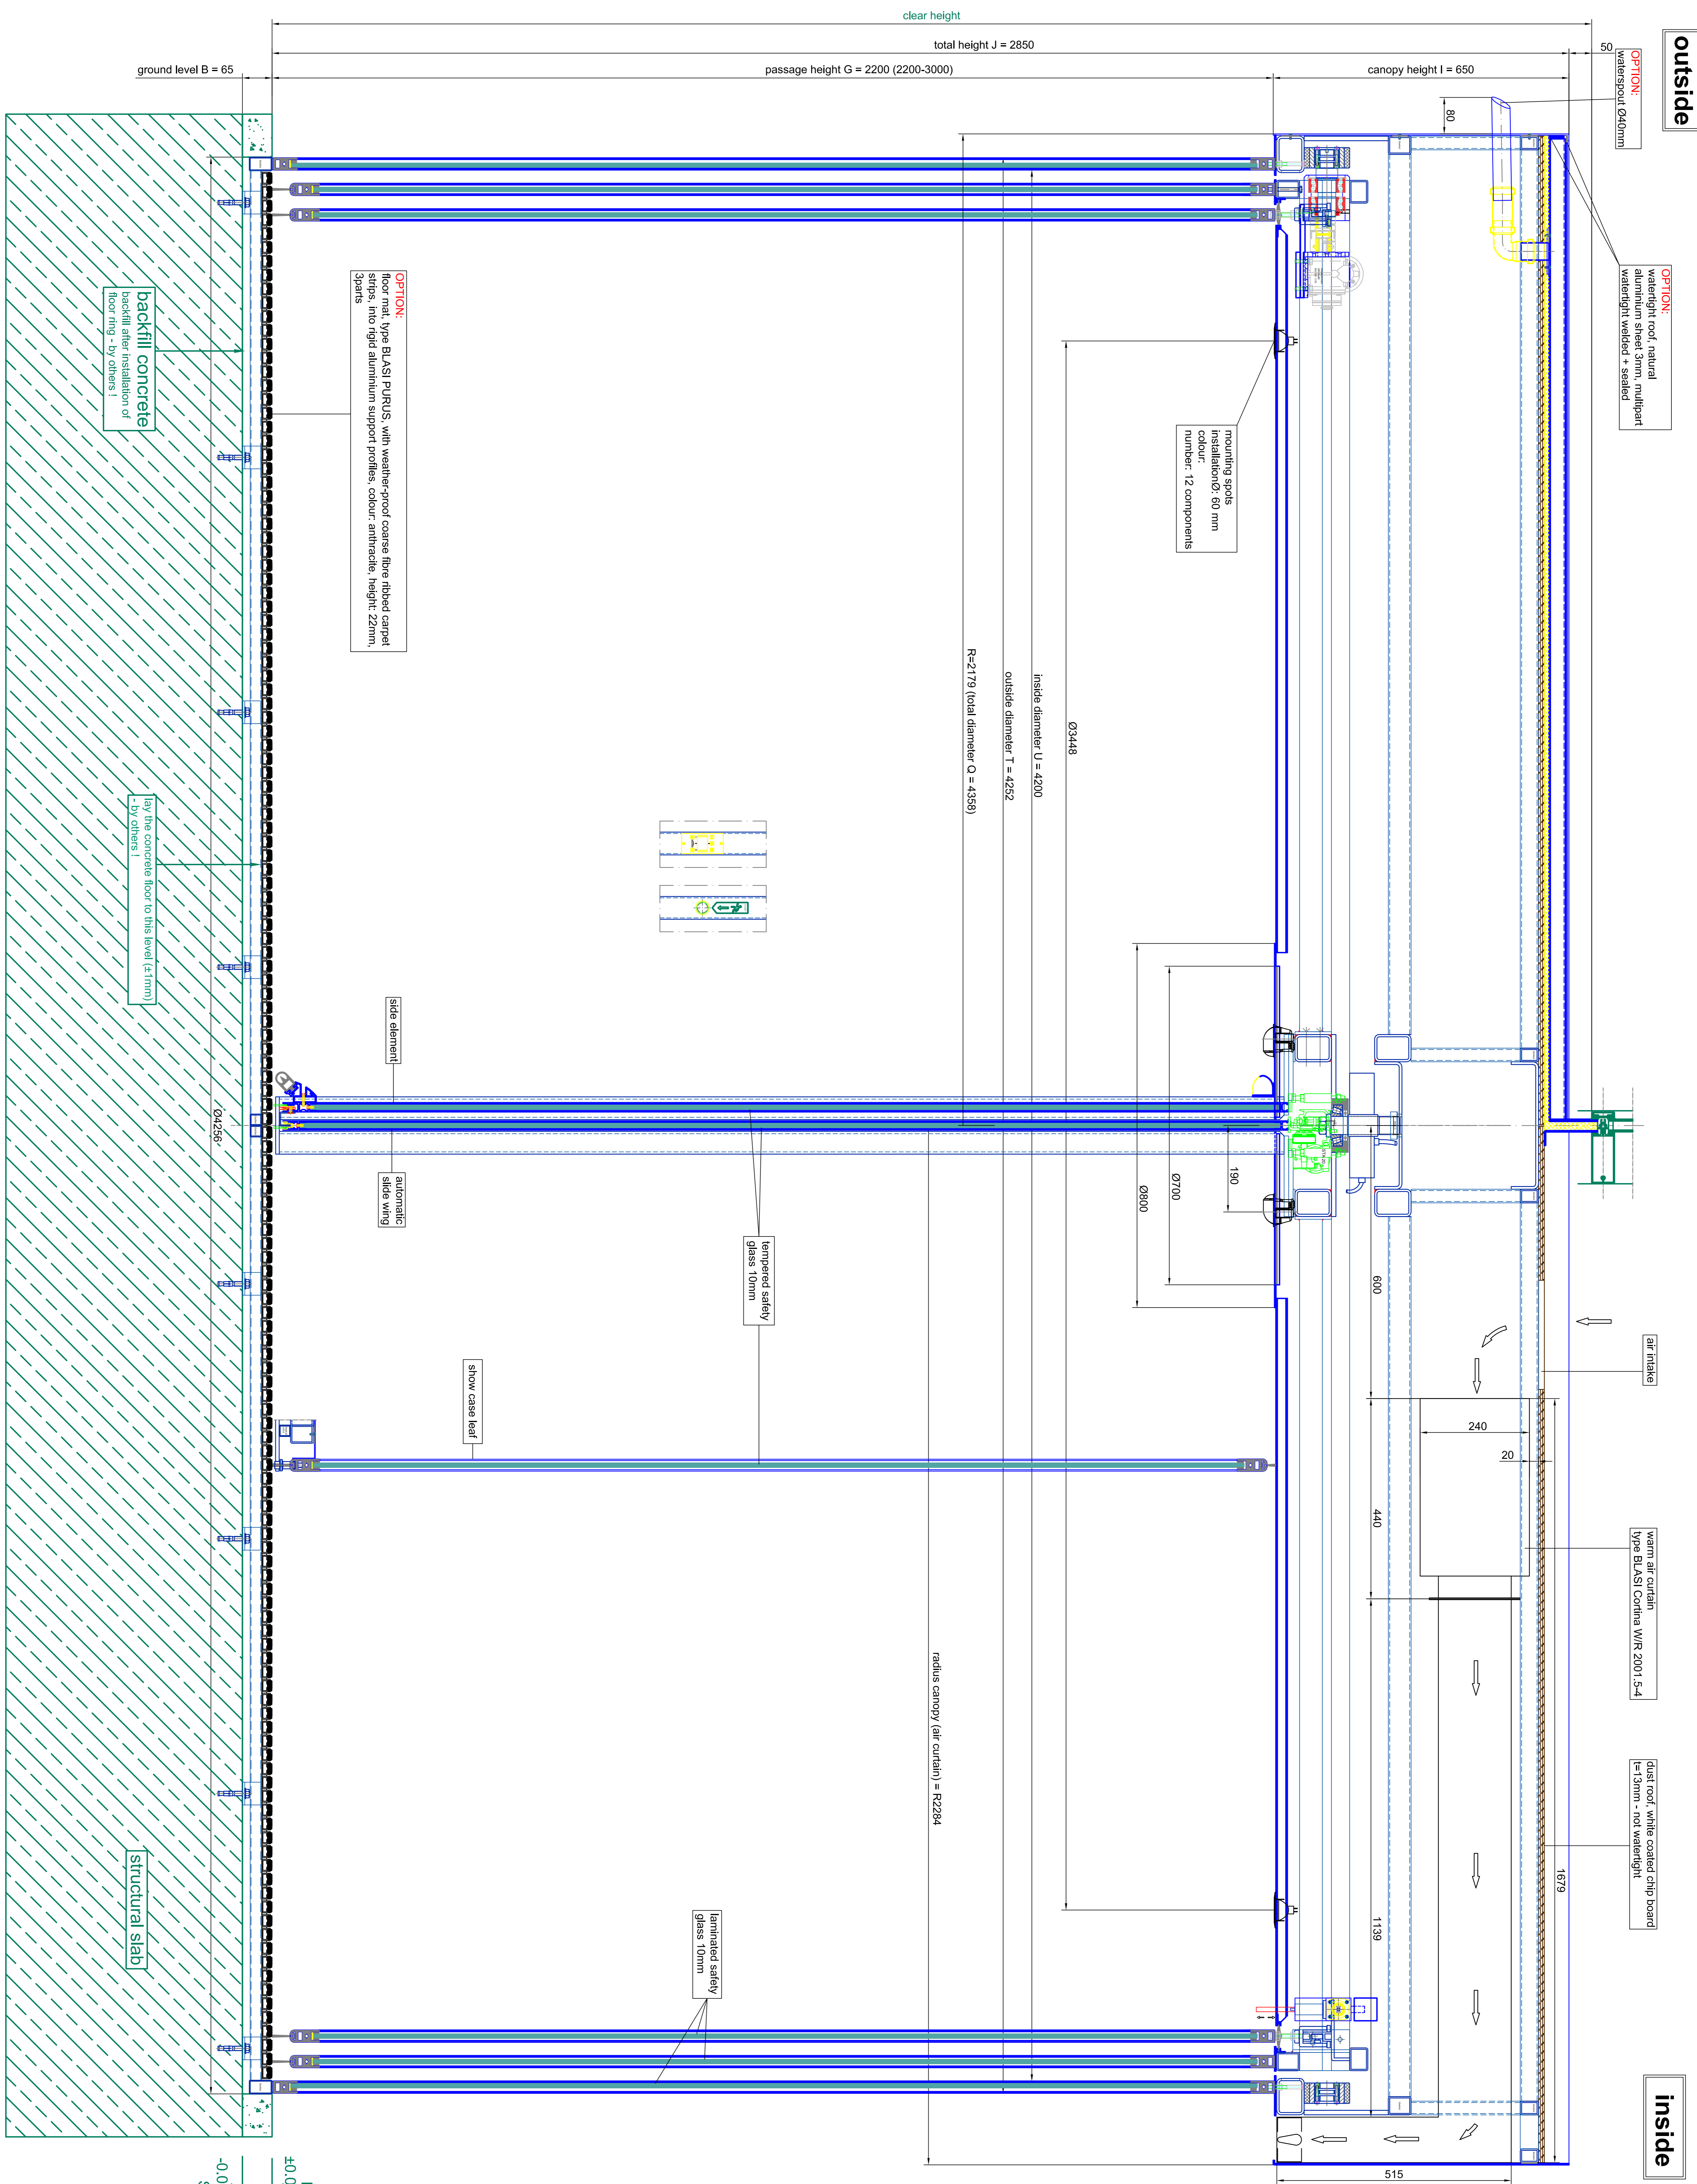 outside
inside
clear height
total height J = 2850
50
ground level B = 65
passage height G = 2200 (2200-3000)
canopy height I = 650
OPTION:
waterspout Ø40mm
80
OPTION:
watertight roof, natural
aluminium sheet 3mm, multipart
watertight welded + sealed
air intake
warm air curtain
type BLASI Cortina W/R 2001.5-4
dust roof, white coated chip board
t=13mm - not watertight
1679
240
20
600
440
1139
515
mounting spots
installationØ: 60 mm
colour:
number: 12 components
190
Ø700
Ø8000
Ø3448
inside diameter U = 4200
outside diameter T = 4252
R=2179 (total diameter Q = 4358)
radius canopy (air curtain) = R2284
tempered safety
glass 10mm
laminated safety
glass 10mm
show case leaf
side element
automatic
slide wing
OPTION:
floor mat, type BLASI PURUS, with weather-proof coarse fibre ribbed carpet
strips, into rigid aluminium support profiles, colour: anthracite, height: 22mm,
3parts
Ø4256
backfill concrete
backfill after installation of
floor ring - by others !
lay the concrete floor to this level (±1mm)
- by others !
structural slab
±0.0
-0.0